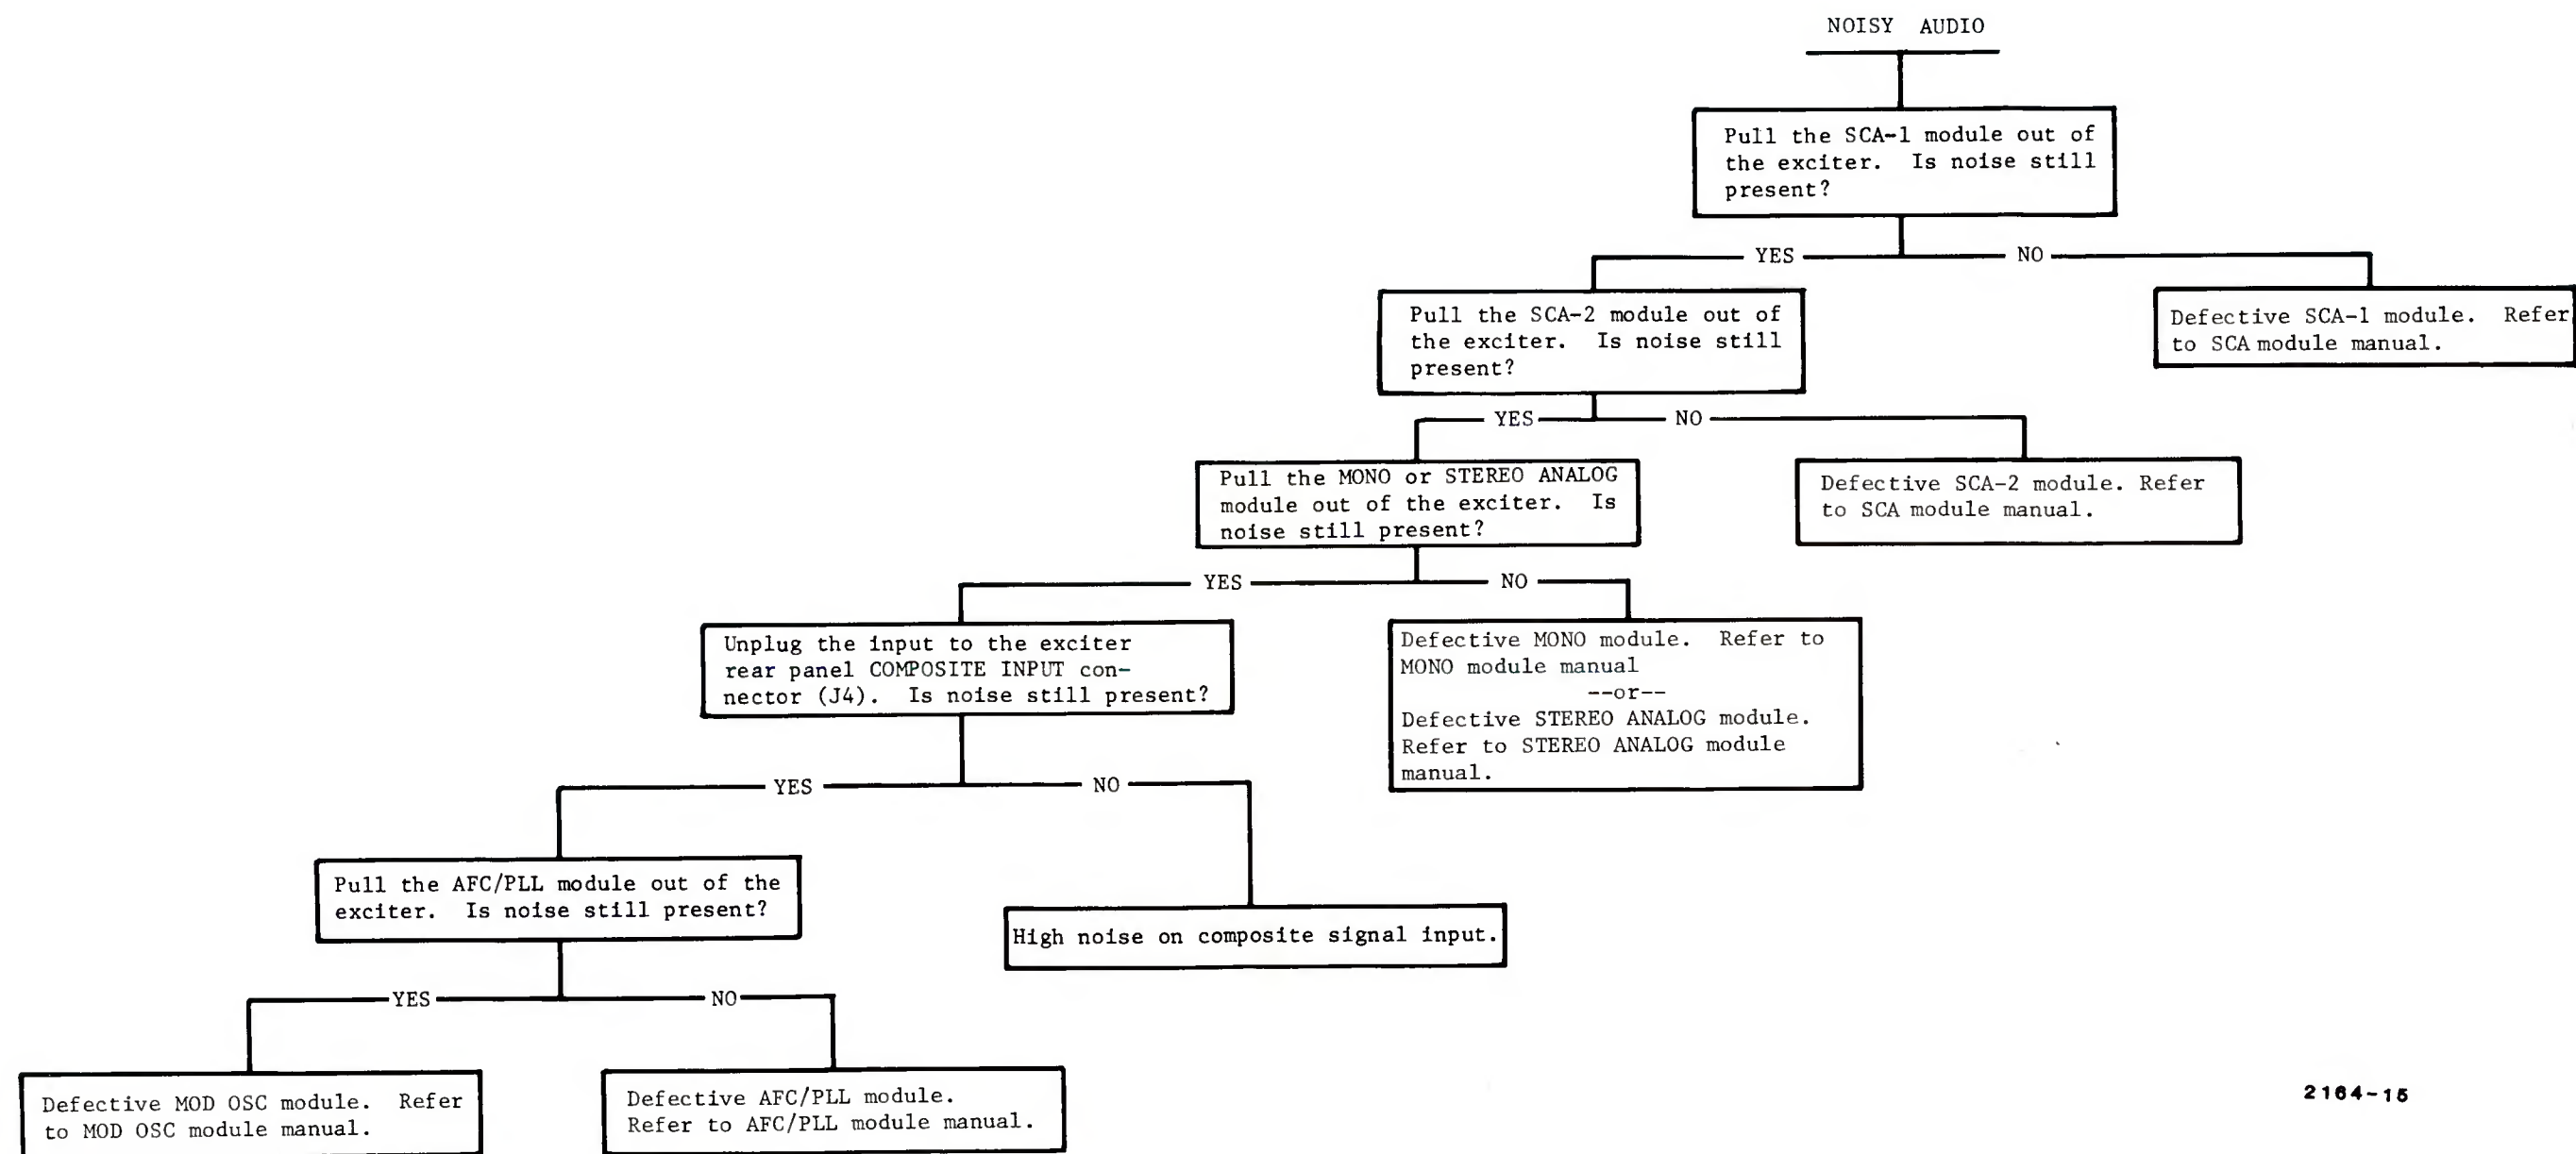 NOISY AUDIO
Pull the SCA-1 module out of
the exciter. Is noise still
present?
YES
NO
Pull the SCA-2 module out of
the exciter. Is noise still
present?
Defective SCA-1 module. Refer
to SCA module manual.
YES
NO
Pull the MONO or STEREO ANALOG
module out of the exciter. Is
noise still present?
Defective SCA-2 module. Refer
to SCA module manual.
YES
NO
Unplug the input to the exciter
rear panel COMPOSITE INPUT con-
nector (J4). Is noise still present?
Defective MONO module. Refer to
MONO module manual
--or--
Defective STEREO ANALOG module.
Refer to STEREO ANALOG module
manual.
YES
NO
Pull the AFC/PLL module out of the
exciter. Is noise still present?
High noise on composite signal input.
YES
NO
Defective MOD OSC module. Refer
to MOD OSC module manual.
Defective AFC/PLL module.
Refer to AFC/PLL module manual.
2164-15